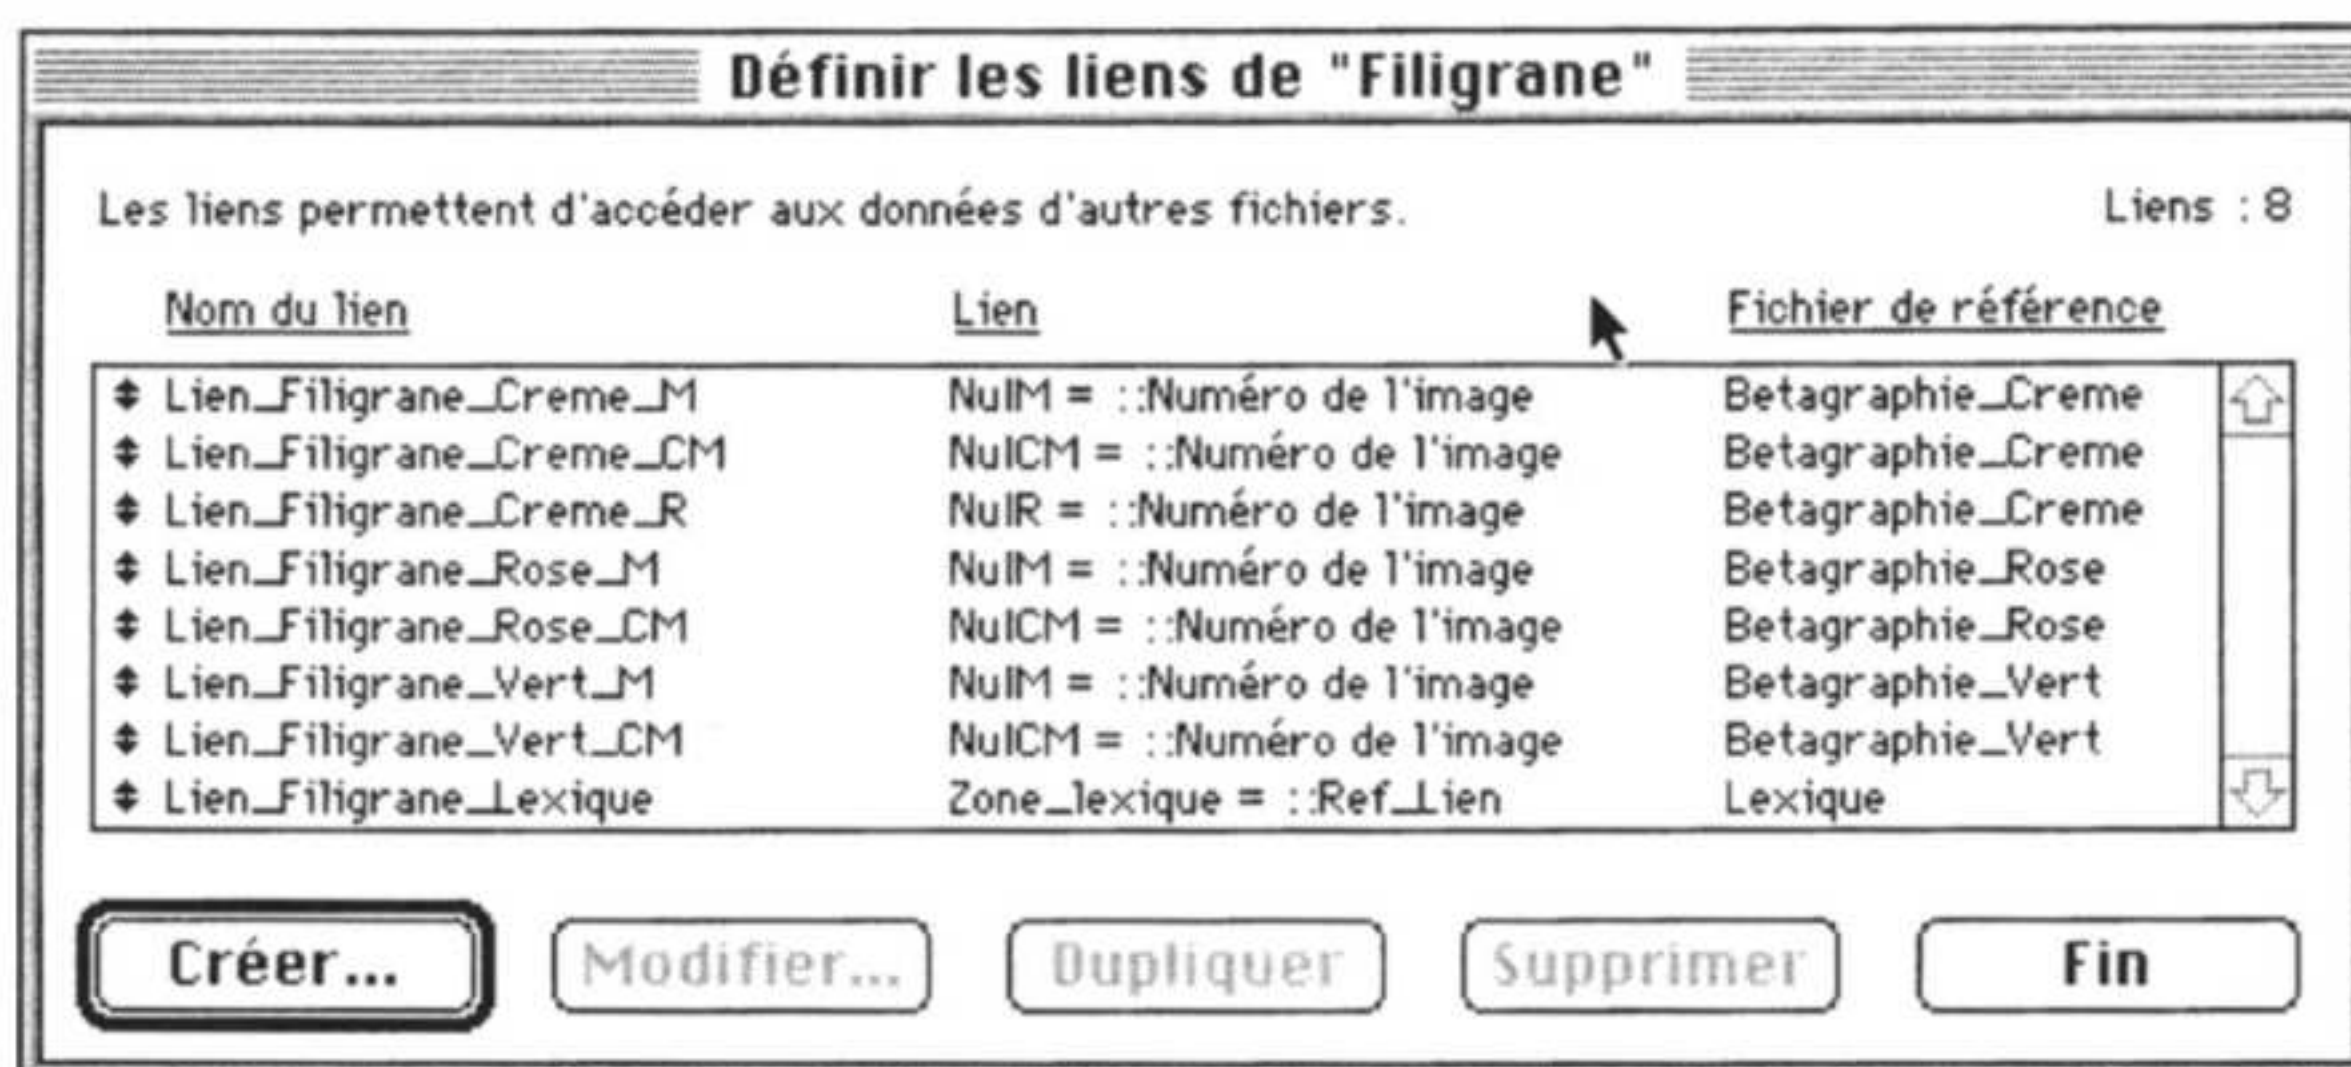 Définir les liens de "Filigrane"
Les liens permettent d'accéder aux données d'autres fichiers. Liens : 8
Nom du lien Lien Fichier de référence
Lien_Filigrane_Creme_M NuIM = ::Numéro de l'image Betagraphie_Creme
Lien_Filigrane_Creme_CM NuICM = ::Numéro de l'image Betagraphie_Creme
Lien_Filigrane_Creme_R NuIR = ::Numéro de l'image Betagraphie_Creme
Lien_Filigrane_Rose_M NuIM = ::Numéro de l'image Betagraphie_Rose
Lien_Filigrane_Rose_CM NuICM = ::Numéro de l'image Betagraphie_Rose
Lien_Filigrane_Vert_M NuIM = ::Numéro de l'image Betagraphie_Vert
Lien_Filigrane_Vert_CM NuICM = ::Numéro de l'image Betagraphie_Vert
Lien_Filigrane_Lexique Zone_lexique = ::Ref_Lien Lexique
Créer... Modifier... Dupliquer Supprimer Fin